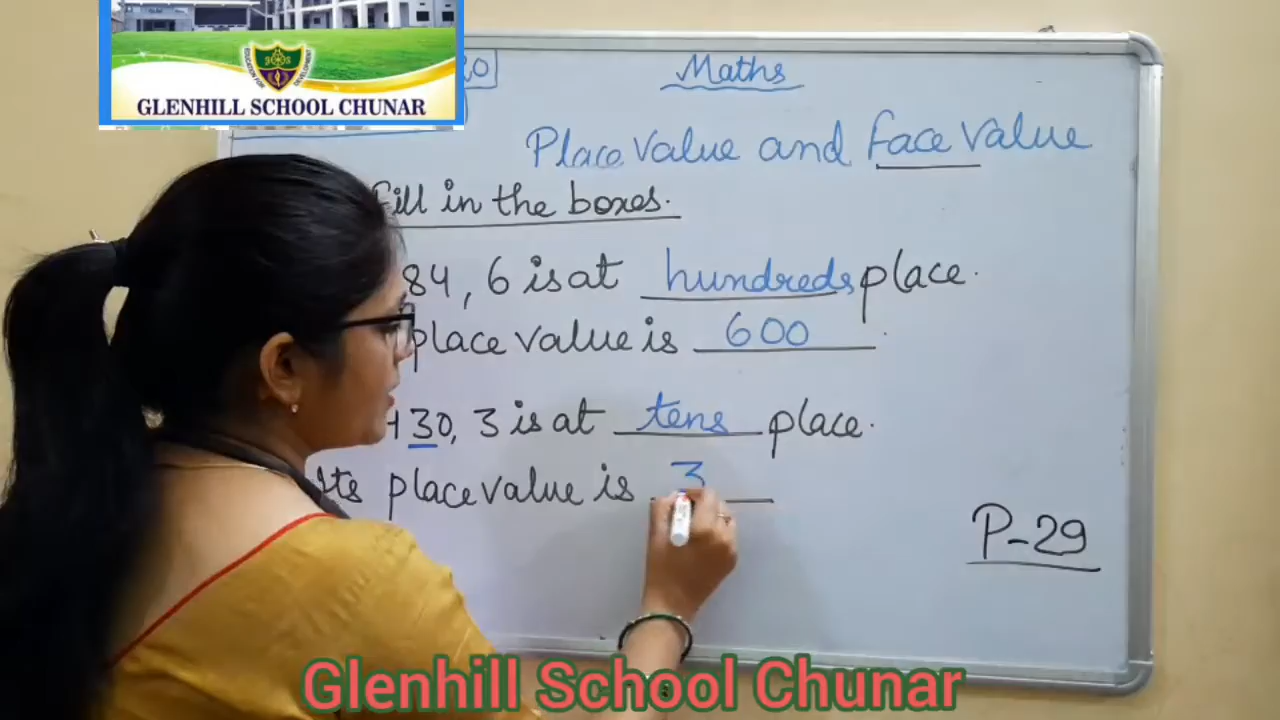 GLENHILL SCHOOL CHUNAR
Maths
Place Value and face Value
Fill in the boxes.
84, 6 is at hundreds place.
place value is 600
30, 3 is at tens place.
Its place value is 3
P-29
Glenhill School Chunar